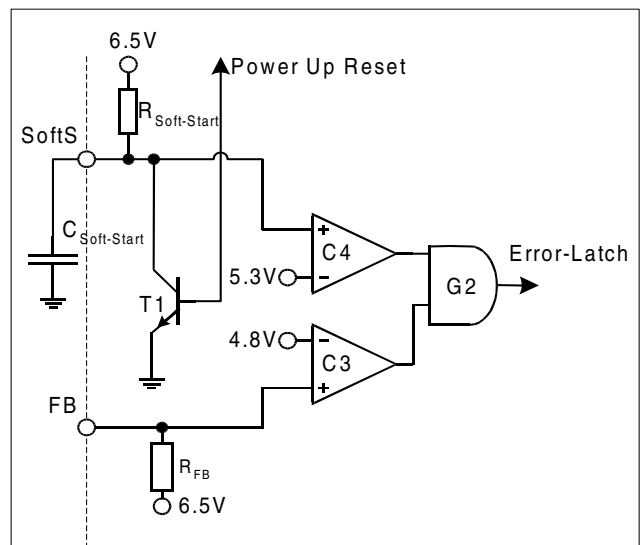 6.5V
Power Up Reset
RSoft-Start
SoftS
CSoft-Start
+
C4
5.3V
-
Error-Latch
G2
T1
4.8V
-
C3
+
FB
RFB
6.5V